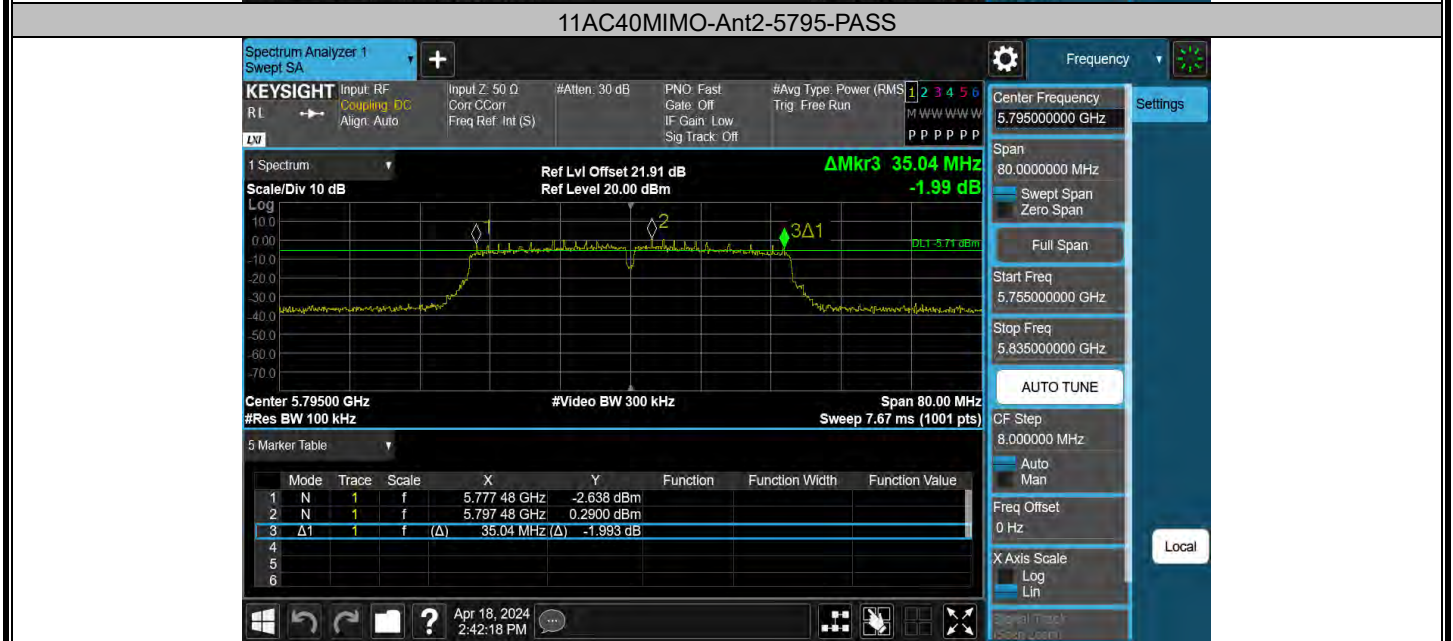 11AC40MIMO-Ant2-5795-PASS
Spectrum Analyzer 1
Swept SA
+
Frequency
KEYSIGHT
RL
LXI
Input: RF
Coupling: DC
Align: Auto
Input Z: 50 Ω
Corr CCorr
Freq Ref: Int (S)
#Atten: 30 dB
PNO: Fast
Gate: Off
IF Gain: Low
Sig Track: Off
#Avg Type: Power (RMS
Trig: Free Run
1 2 3 4 5 6
M W W W W W
P P P P P P
Center Frequency
5.795000000 GHz
Settings
Span
80.0000000 MHz
Swept Span
Zero Span
Full Span
Start Freq
5.755000000 GHz
Stop Freq
5.835000000 GHz
AUTO TUNE
CF Step
8.000000 MHz
Auto
Man
Freq Offset
0 Hz
X Axis Scale
Log
Lin
Local
1 Spectrum
Scale/Div 10 dB
Ref Lvl Offset 21.91 dB
Ref Level 20.00 dBm
ΔMkr3 35.04 MHz
-1.99 dB
Log
10.0
0.00
-10.0
-20.0
-30.0
-40.0
-50.0
-60.0
-70.0
1
2
3Δ1
DL1 -5.71 dBm
Center 5.79500 GHz
#Video BW 300 kHz
Span 80.00 MHz
#Res BW 100 kHz
Sweep 7.67 ms (1001 pts)
5 Marker Table
Mode Trace Scale X Y Function Function Width Function Value
1 N 1 f 5.777 48 GHz -2.638 dBm
2 N 1 f 5.797 48 GHz 0.2900 dBm
3 Δ1 1 f (Δ) 35.04 MHz (Δ) -1.993 dB
4
5
6
?
Apr 18, 2024
2:42:18 PM